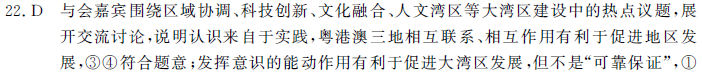 22. D 与会嘉宾围绕区域协调、科技创新、文化融合、人文湾区等大湾区建设中的热点议题,展
开交流讨论,说明认识来自于实践,粤港澳三地相互联系、相互作用有利于促进地区发
展,③④符合题意;发挥意识的能动作用有利于促进大湾区发展,但不是“可靠保证”,①